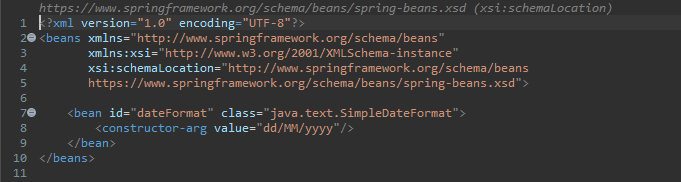 https://www.springframework.org/schema/beans/spring-beans.xsd (xsi:schemaLocation)
1 <?xml version="1.0" encoding="UTF-8"?>
2 <beans xmlns="http://www.springframework.org/schema/beans"
3 xmlns:xsi="http://www.w3.org/2001/XMLSchema-instance"
4 xsi:schemaLocation="http://www.springframework.org/schema/beans
5 https://www.springframework.org/schema/beans/spring-beans.xsd">
6
7 <bean id="dateFormat" class="java.text.SimpleDateFormat">
8 <constructor-arg value="dd/MM/yyyy"/>
9 </bean>
10 </beans>
11